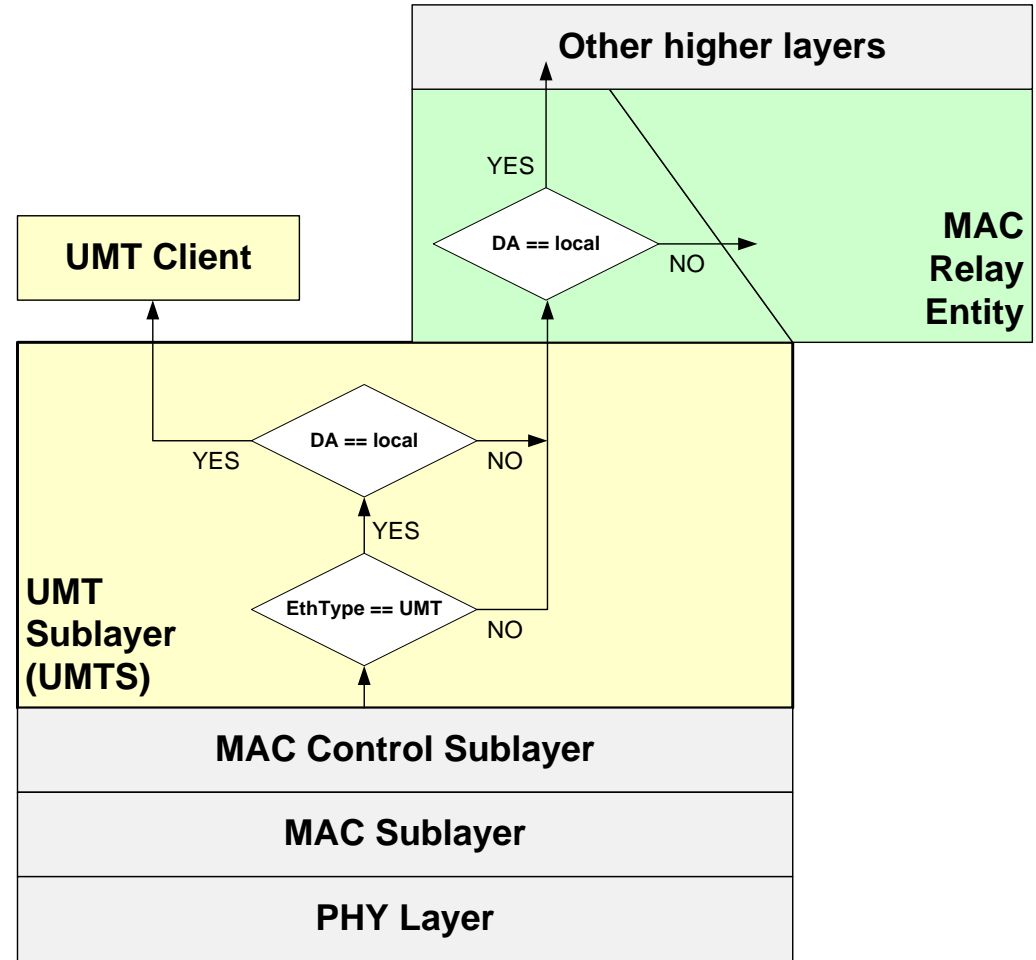 Other higher layers
YES
DA == local
NO
MAC
Relay
Entity
UMT Client
DA == local
YES
NO
YES
EthType == UMT
NO
UMT
Sublayer
(UMTS)
MAC Control Sublayer
MAC Sublayer
PHY Layer